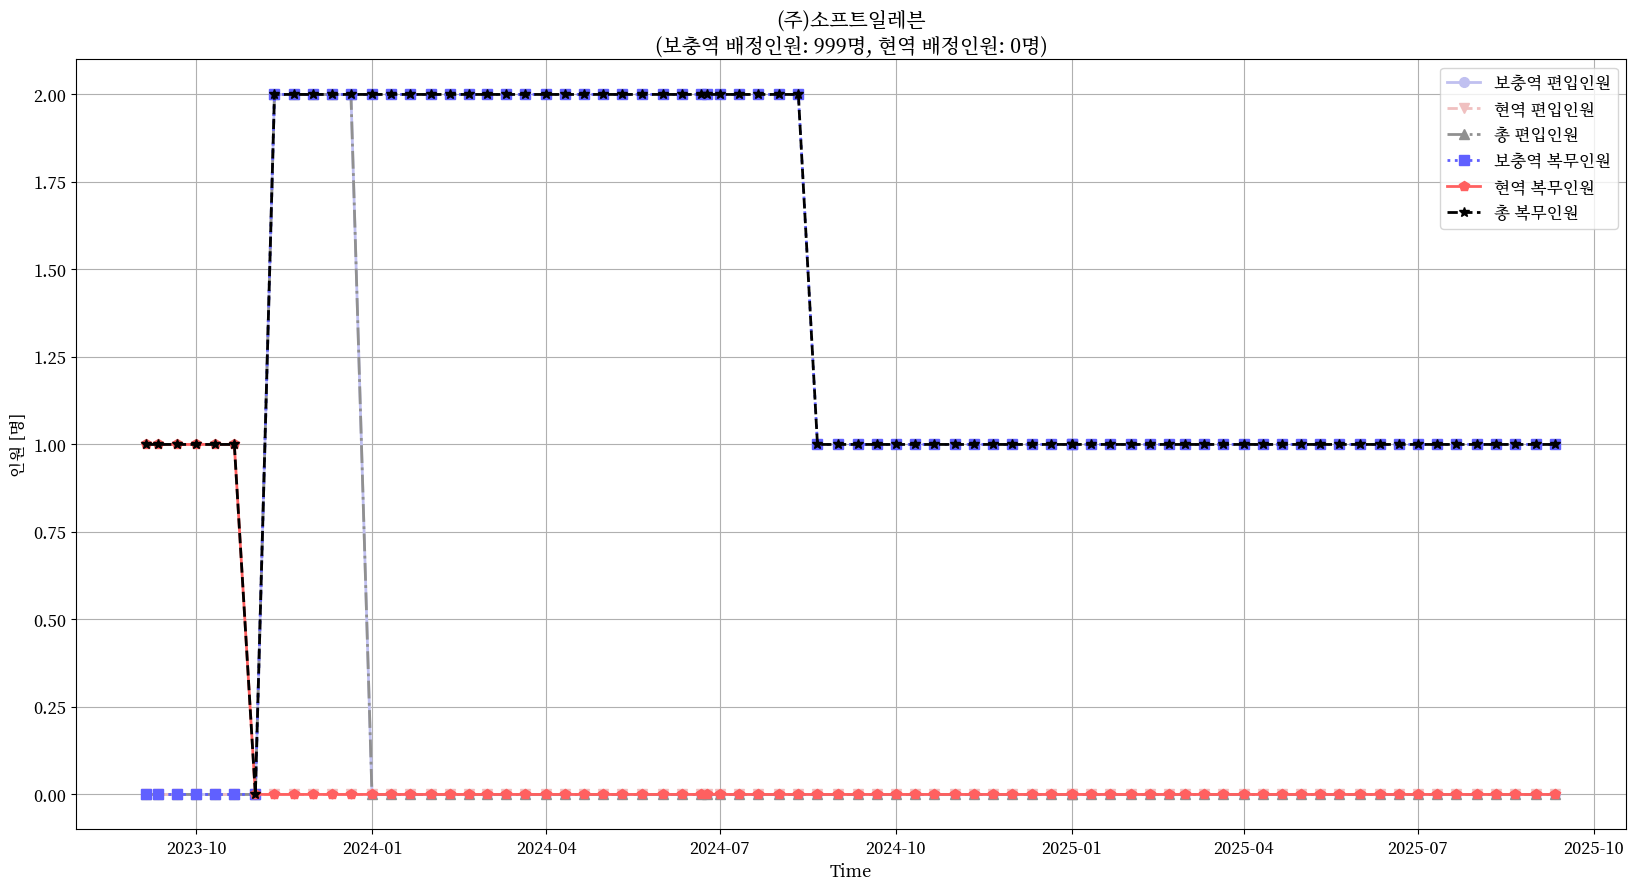 (주)소프트일레븐
(보충역 배정인원: 999명, 현역 배정인원: 0명)
보충역 편입인원
현역 편입인원
총 편입인원
보충역 복무인원
현역 복무인원
총 복무인원
인원 [명]
2.00
1.75
1.50
1.25
1.00
0.75
0.50
0.25
0.00
2023-10 2024-01 2024-04 2024-07 2024-10 2025-01 2025-04 2025-07 2025-10
Time